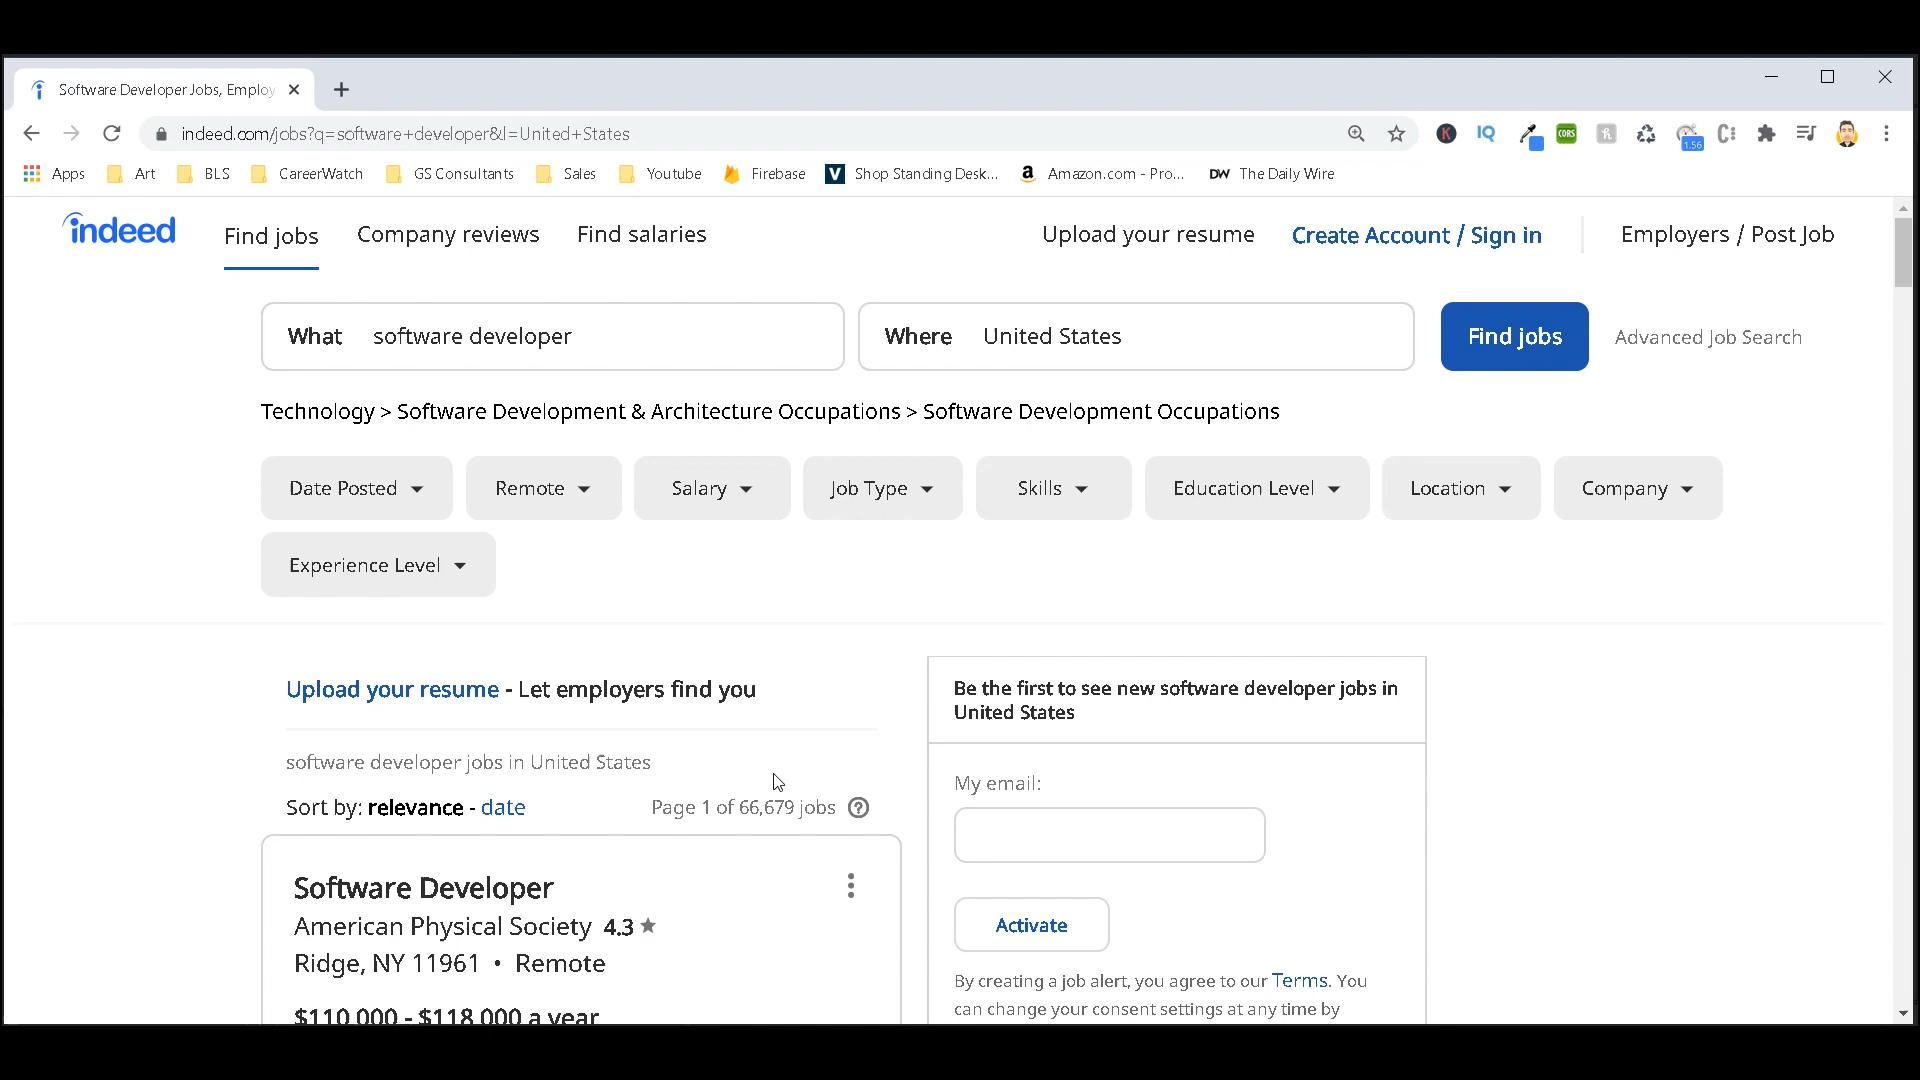 Software Developer Jobs, Employ
indeed.com/jobs?q=software+developer&l=United+States
K IQ CORS h 1.56
Apps Art BLS CareerWatch GS Consultants Sales Youtube Firebase V Shop Standing Desk... a Amazon.com - Pro... DW The Daily Wire
indeed Find jobs Company reviews Find salaries Upload your resume Create Account / Sign in Employers / Post Job
What software developer Where United States Find jobs Advanced Job Search
Technology > Software Development & Architecture Occupations > Software Development Occupations
Date Posted Remote Salary Job Type Skills Education Level Location Company
Experience Level
Upload your resume - Let employers find you
software developer jobs in United States
Sort by: relevance - date Page 1 of 66,679 jobs ?
Software Developer
American Physical Society 4.3 ★
Ridge, NY 11961 • Remote
$110,000 - $118,000 a year
Be the first to see new software developer jobs in
United States
My email:
Activate
By creating a job alert, you agree to our Terms. You
can change your consent settings at any time by